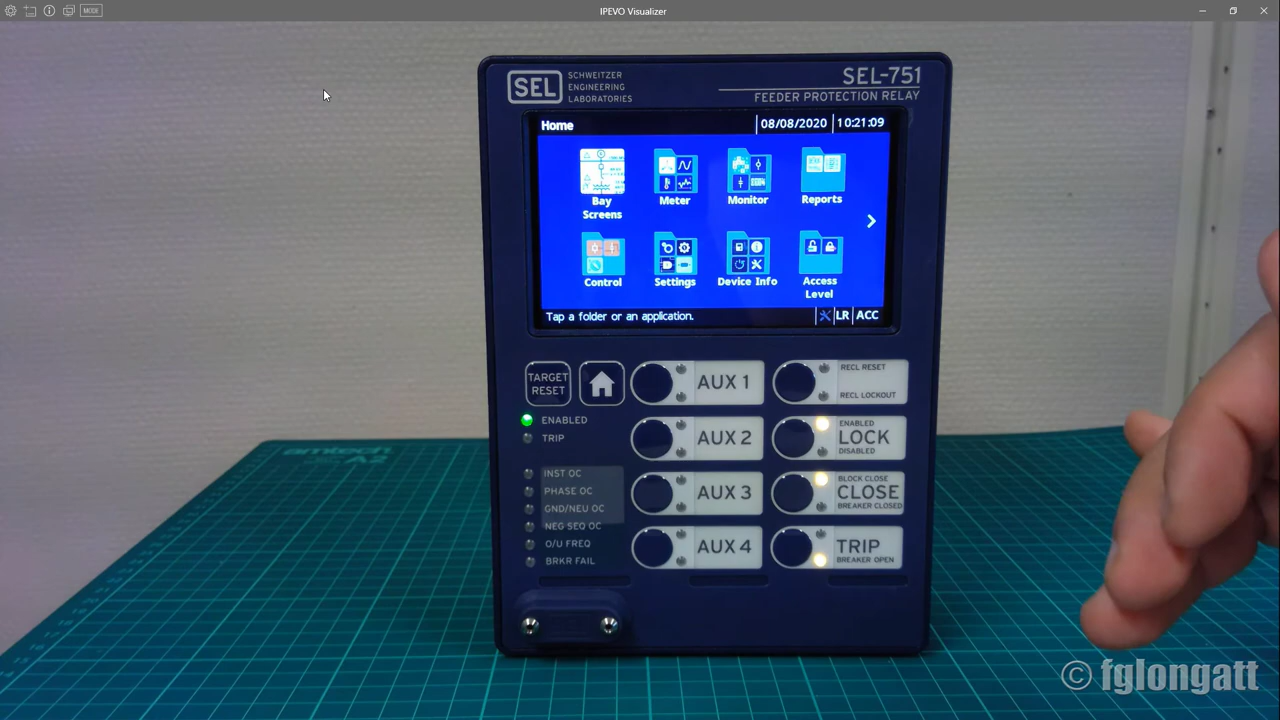 MODE
IPEVO Visualizer
SEL
SCHWEITZER
ENGINEERING
LABORATORIES
SEL-751
FEEDER PROTECTION RELAY
Home
08/08/2020
10:21:09
Bay
Screens
Meter
Monitor
Reports
Control
Settings
Device Info
Access
Level
Tap a folder or an application.
LR
ACC
TARGET
RESET
AUX 1
RECL RESET
RECL LOCKOUT
ENABLED
TRIP
AUX 2
ENABLED
LOCK
DISABLED
INST OC
PHASE OC
GND/NEU OC
NEG SEQ OC
O/U FREQ
BRKR FAIL
AUX 3
BLOCK CLOSE
CLOSE
BREAKER CLOSED
AUX 4
TRIP
BREAKER OPEN
© fglongatt